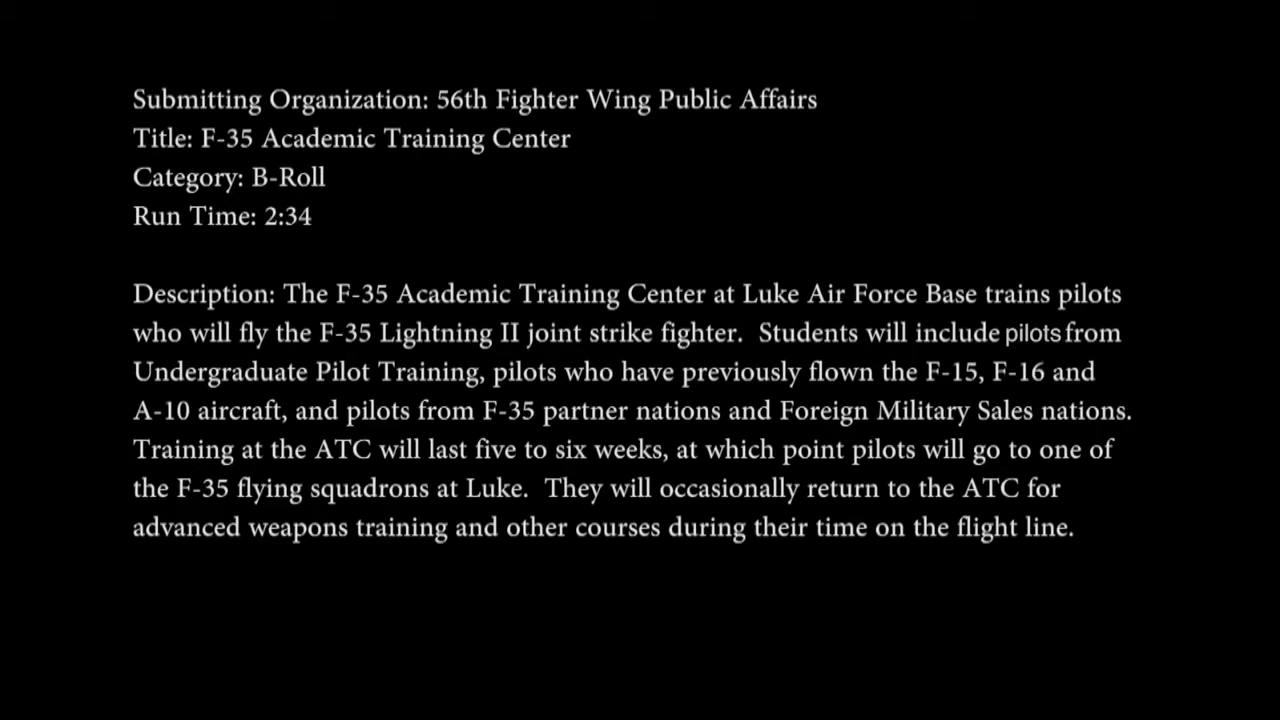 Submitting Organization: 56th Fighter Wing Public Affairs
Title: F-35 Academic Training Center
Category: B-Roll
Run Time: 2:34
Description: The F-35 Academic Training Center at Luke Air Force Base trains pilots
who will fly the F-35 Lightning II joint strike fighter.  Students will include pilots from
Undergraduate Pilot Training, pilots who have previously flown the F-15, F-16 and
A-10 aircraft, and pilots from F-35 partner nations and Foreign Military Sales nations.
Training at the ATC will last five to six weeks, at which point pilots will go to one of
the F-35 flying squadrons at Luke.  They will occasionally return to the ATC for
advanced weapons training and other courses during their time on the flight line.